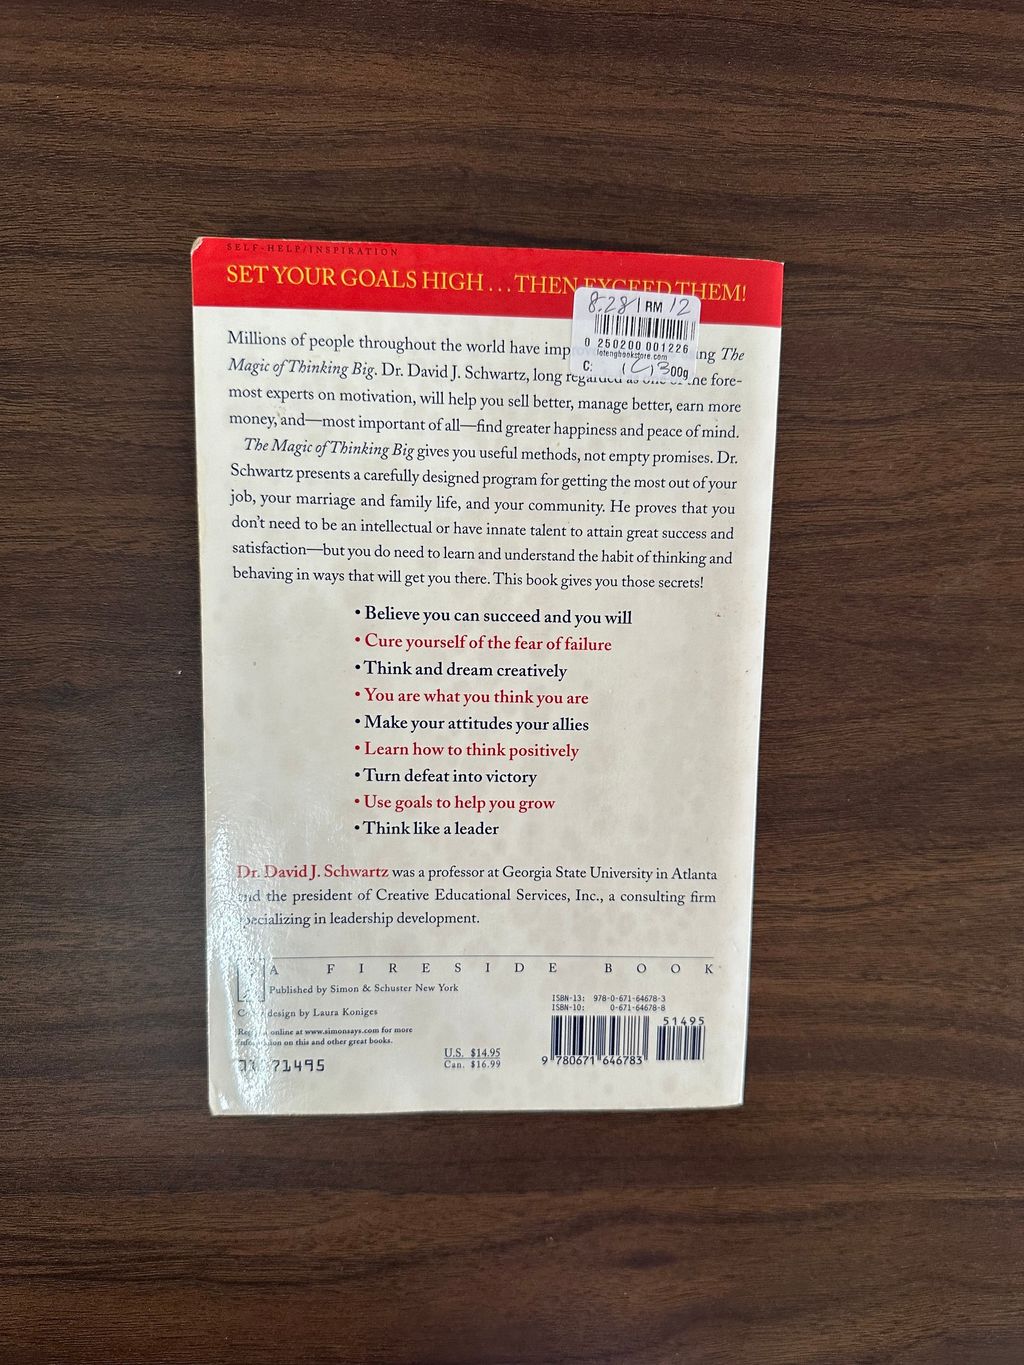 SELF-HELP/INSPIRATION
SET YOUR GOALS HIGH . . . THEN EXCEED THEM!
8.28 RM 12
0 250200 001226
lotengbookstore.com
C: 300g
Millions of people throughout the world have ing The
Magic of Thinking Big. Dr. David J. Schwartz, long regarded as one of the fore-
most experts on motivation, will help you sell better, manage better, earn more
money, and—most important of all—find greater happiness and peace of mind.
The Magic of Thinking Big gives you useful methods, not empty promises. Dr.
Schwartz presents a carefully designed program for getting the most out of your
job, your marriage and family life, and your community. He proves that you
don't need to be an intellectual or have innate talent to attain great success and
satisfaction—but you do need to learn and understand the habit of thinking and
behaving in ways that will get you there. This book gives you those secrets!
• Believe you can succeed and you will
• Cure yourself of the fear of failure
• Think and dream creatively
• You are what you think you are
• Make your attitudes your allies
• Learn how to think positively
• Turn defeat into victory
• Use goals to help you grow
• Think like a leader
Dr. David J. Schwartz was a professor at Georgia State University in Atlanta
and the president of Creative Educational Services, Inc., a consulting firm
specializing in leadership development.
A FIRESIDE BOOK
Published by Simon & Schuster New York
design by Laura Koniges
online at www.simonsays.com for more
information on this and other great books.
71495
U.S. $14.95
Can. $16.99
ISBN-13: 978-0-671-64678-3
ISBN-10: 0-671-64678-8
51495
9 780671 646783